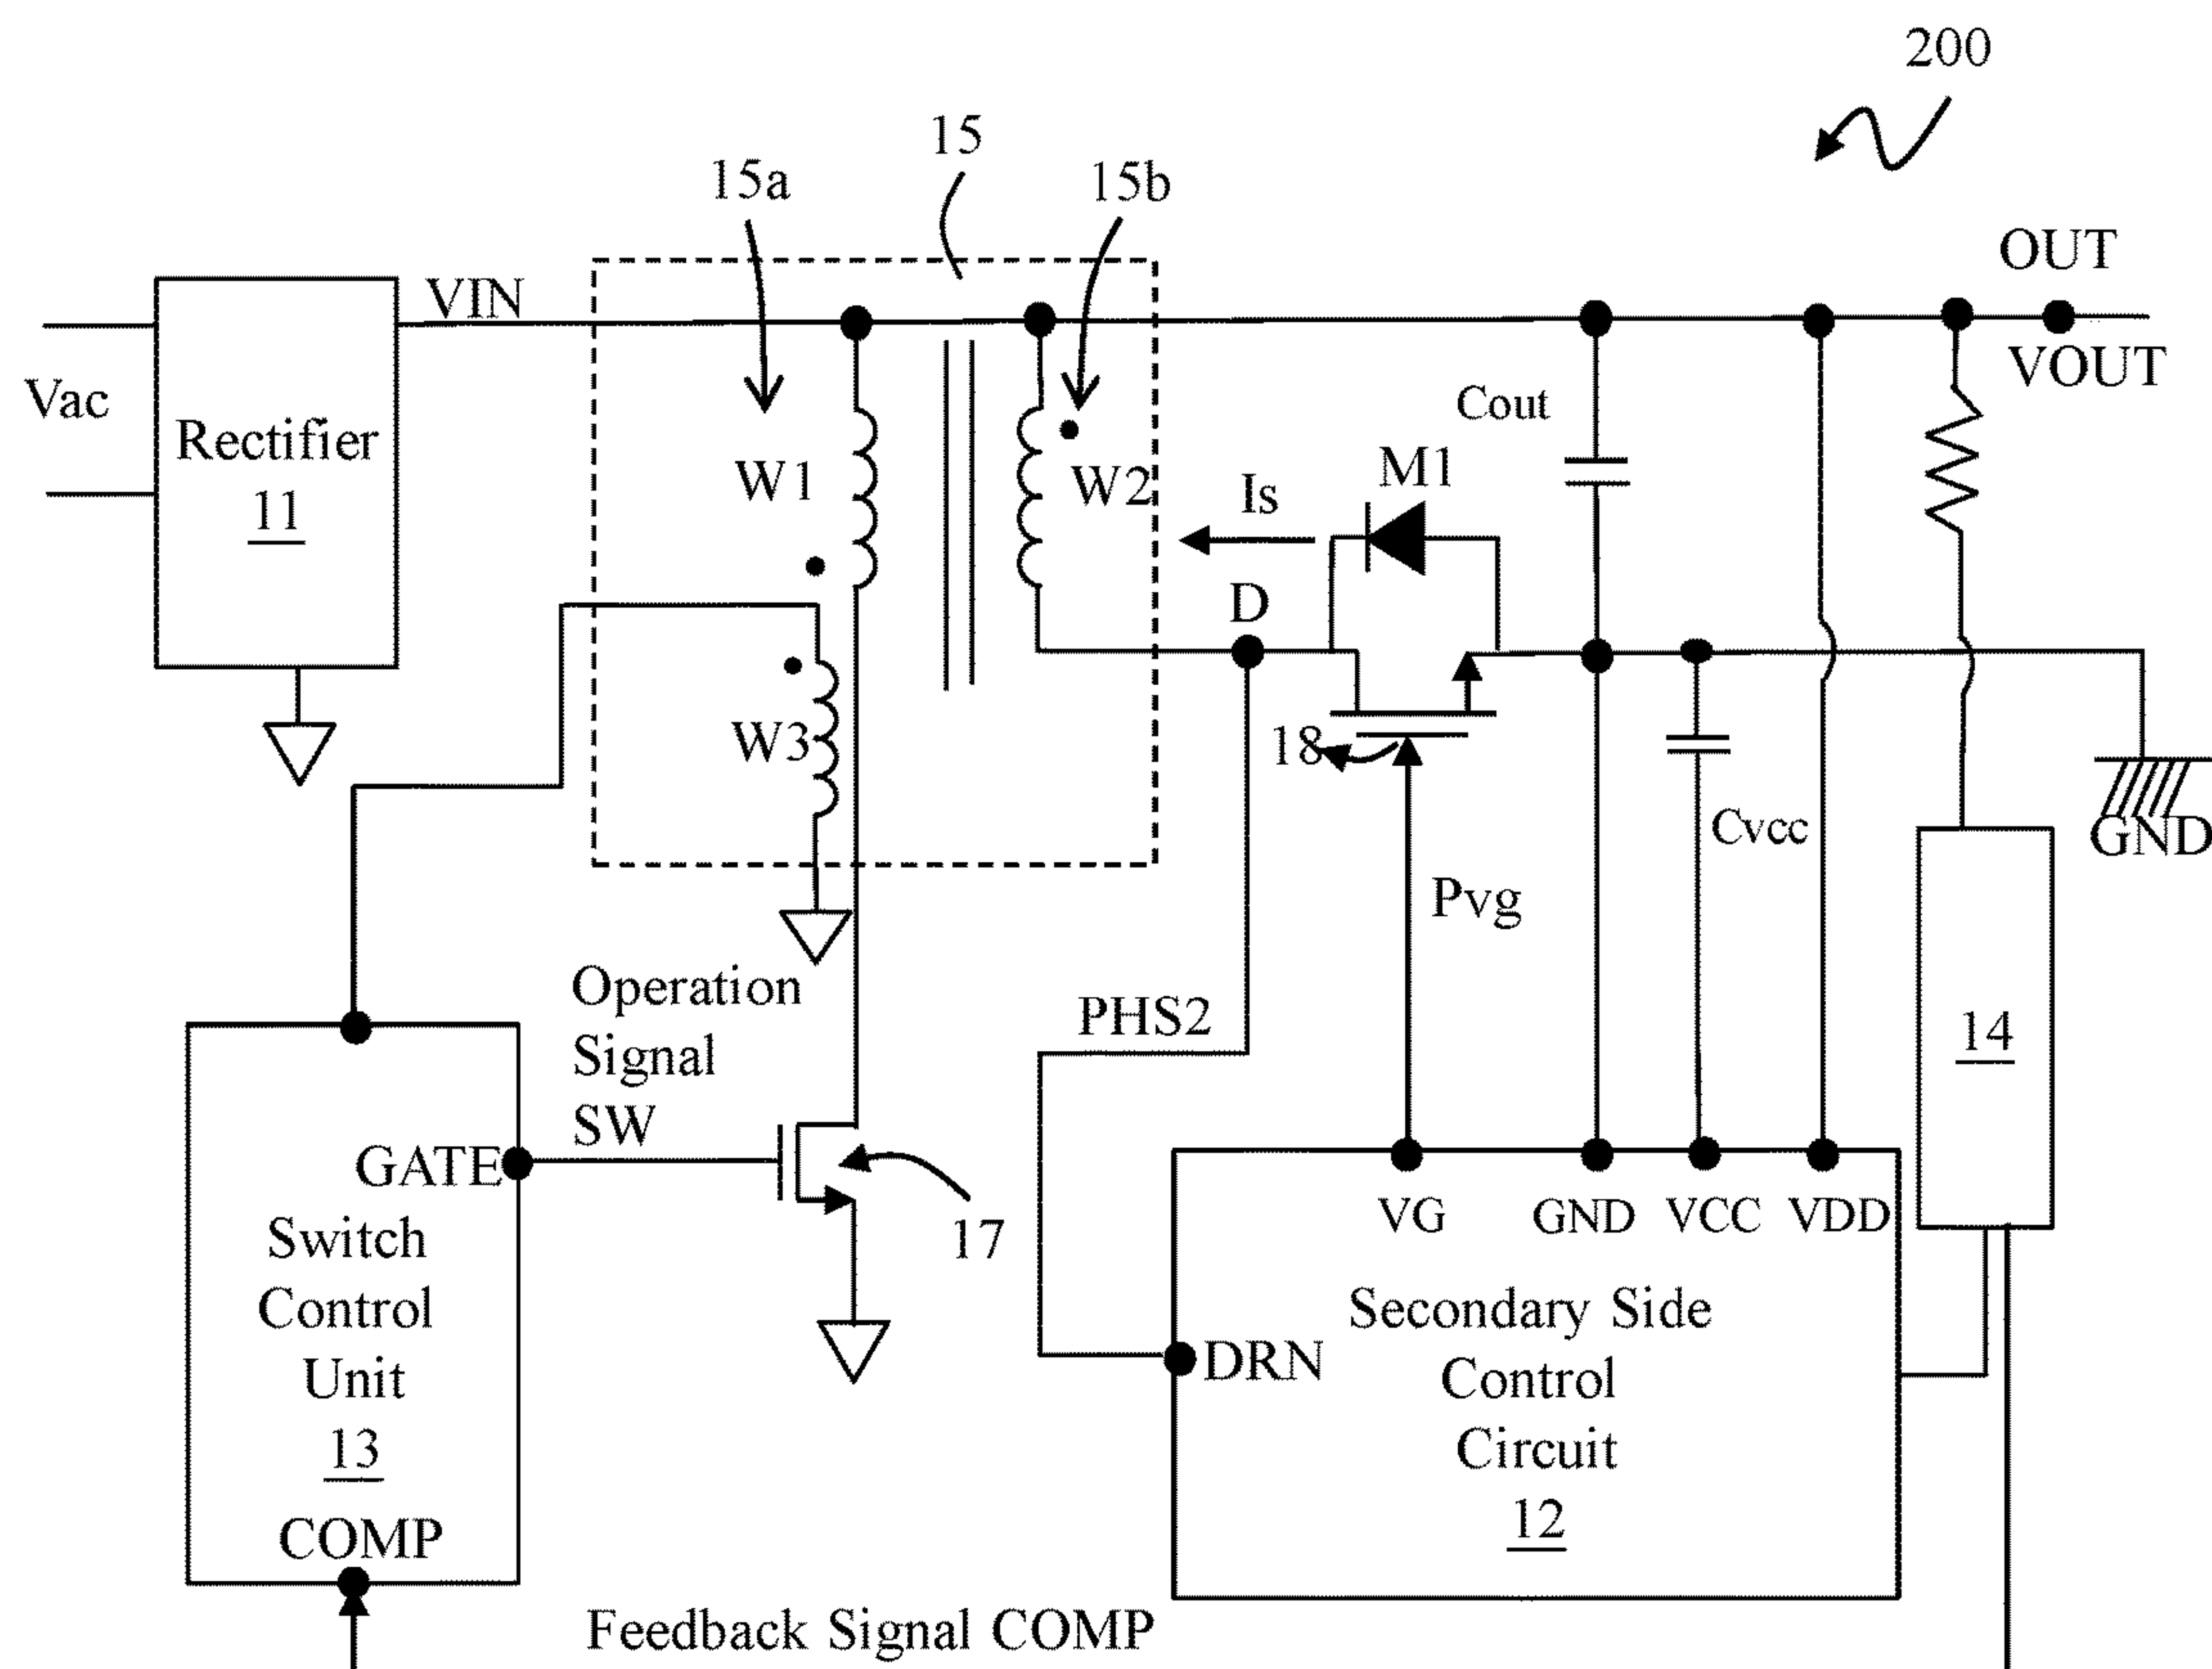 200
15
15a
15b
OUT
VIN
VOUT
Vac
Rectifier
11
Cout
W1
W2
M1
Is
D
W3
18
Cvcc
GND
Pvg
Operation
Signal
SW
PHS2
14
GATE
17
VG
GND
VCC
VDD
Switch
Control
Unit
13
COMP
DRN
Secondary Side
Control
Circuit
12
Feedback Signal COMP